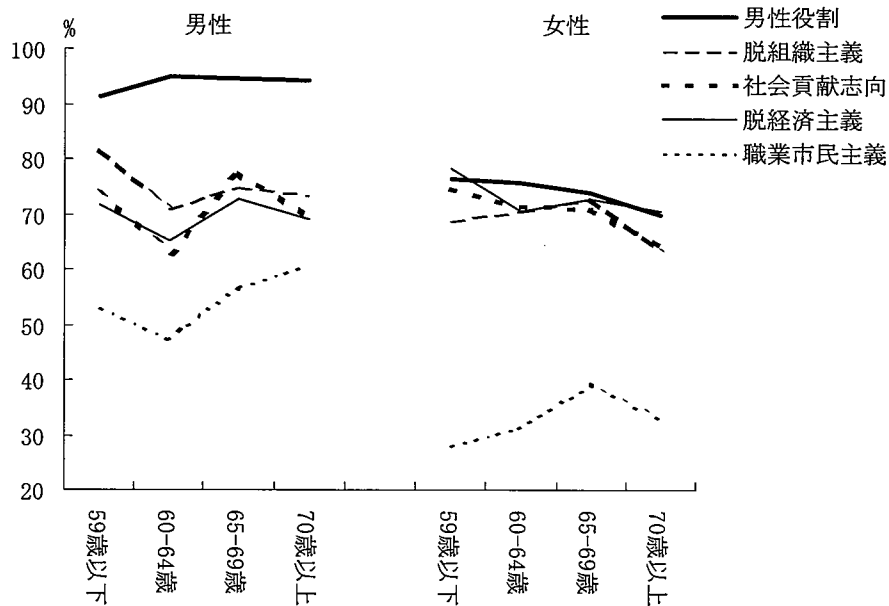 %
男性
女性
男性役割
脱組織主義
社会貢献志向
脱経済主義
職業市民主義
100
90
80
70
60
50
40
30
20
59歳以下
60-64歳
65-69歳
70歳以上
59歳以下
60-64歳
65-69歳
70歳以上